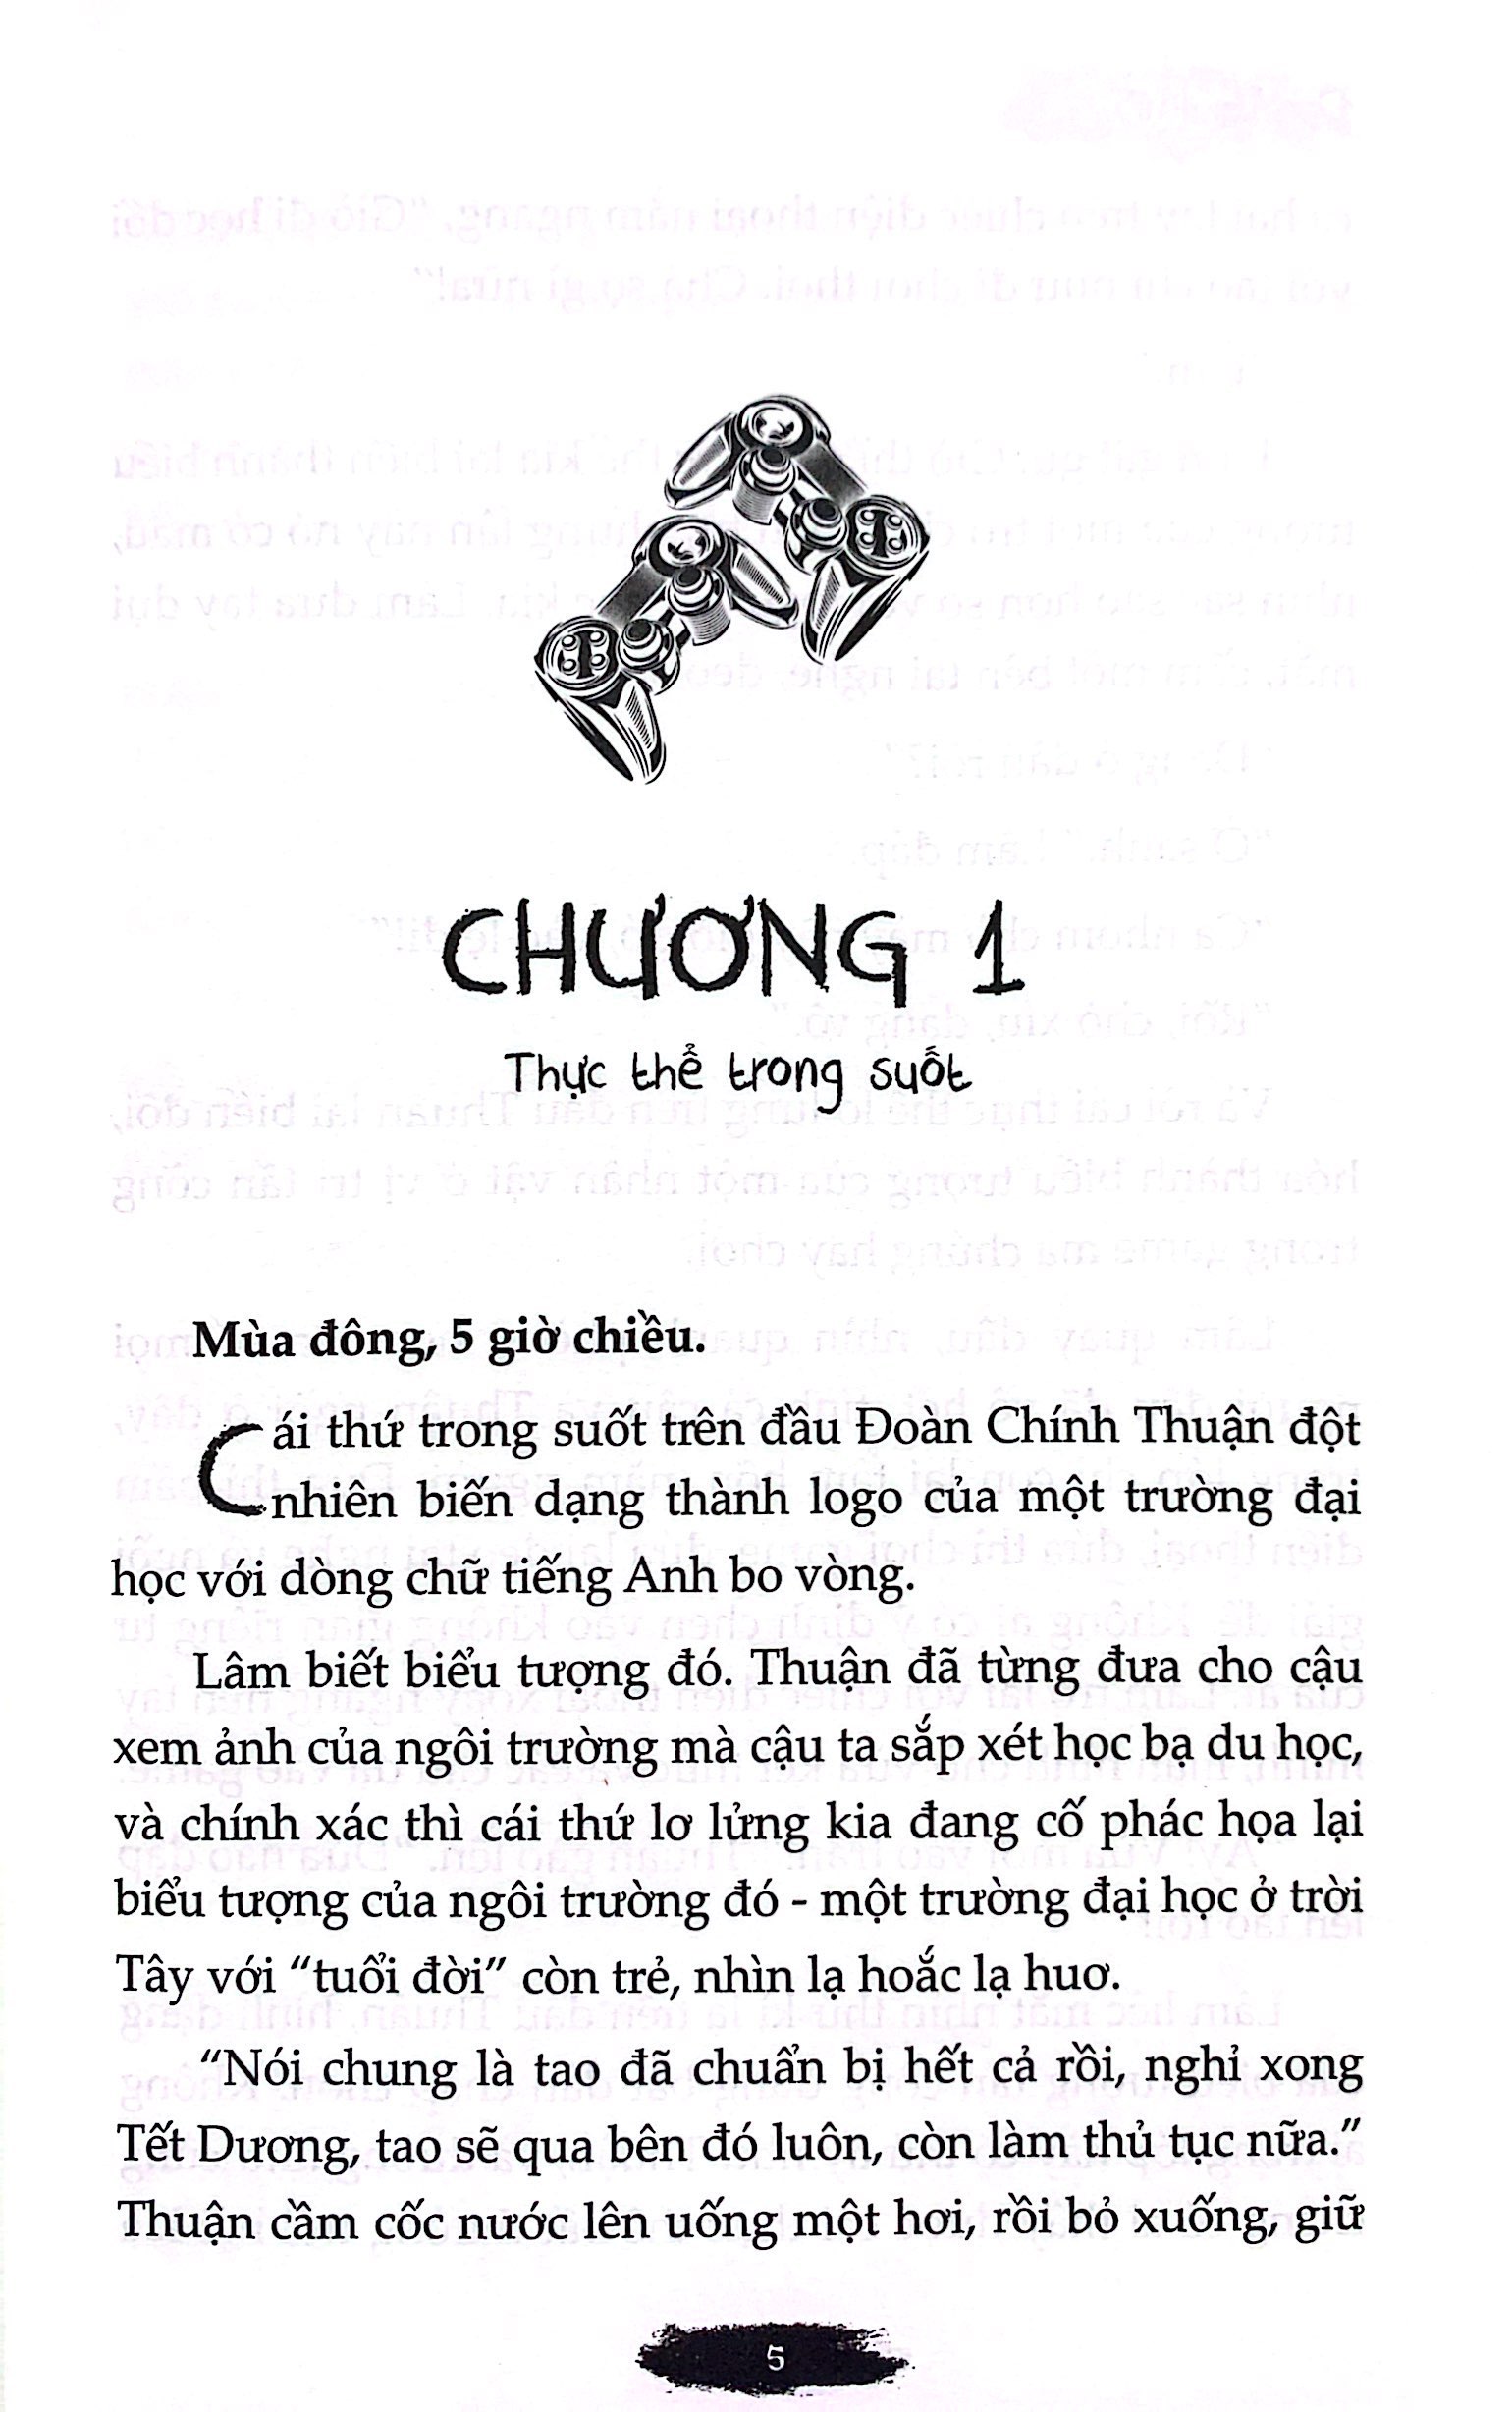 CHƯƠNG 1
Thực thể trong suốt
Mùa đông, 5 giờ chiều.
Cái thứ trong suốt trên đầu Đoàn Chính Thuận đột
nhiên biến dạng thành logo của một trường đại
học với dòng chữ tiếng Anh bo vòng.
Lâm biết biểu tượng đó. Thuận đã từng đưa cho cậu
xem ảnh của ngôi trường mà cậu ta sắp xét học bạ du học,
và chính xác thì cái thứ lơ lửng kia đang cố phác họa lại
biểu tượng của ngôi trường đó - một trường đại học ở trời
Tây với “tuổi đời” còn trẻ, nhìn lạ hoắc lạ huơ.
“Nói chung là tao đã chuẩn bị hết cả rồi, nghỉ xong
Tết Dương, tao sẽ qua bên đó luôn, còn làm thủ tục nữa.”
Thuận cầm cốc nước lên uống một hơi, rồi bỏ xuống, giữ
5